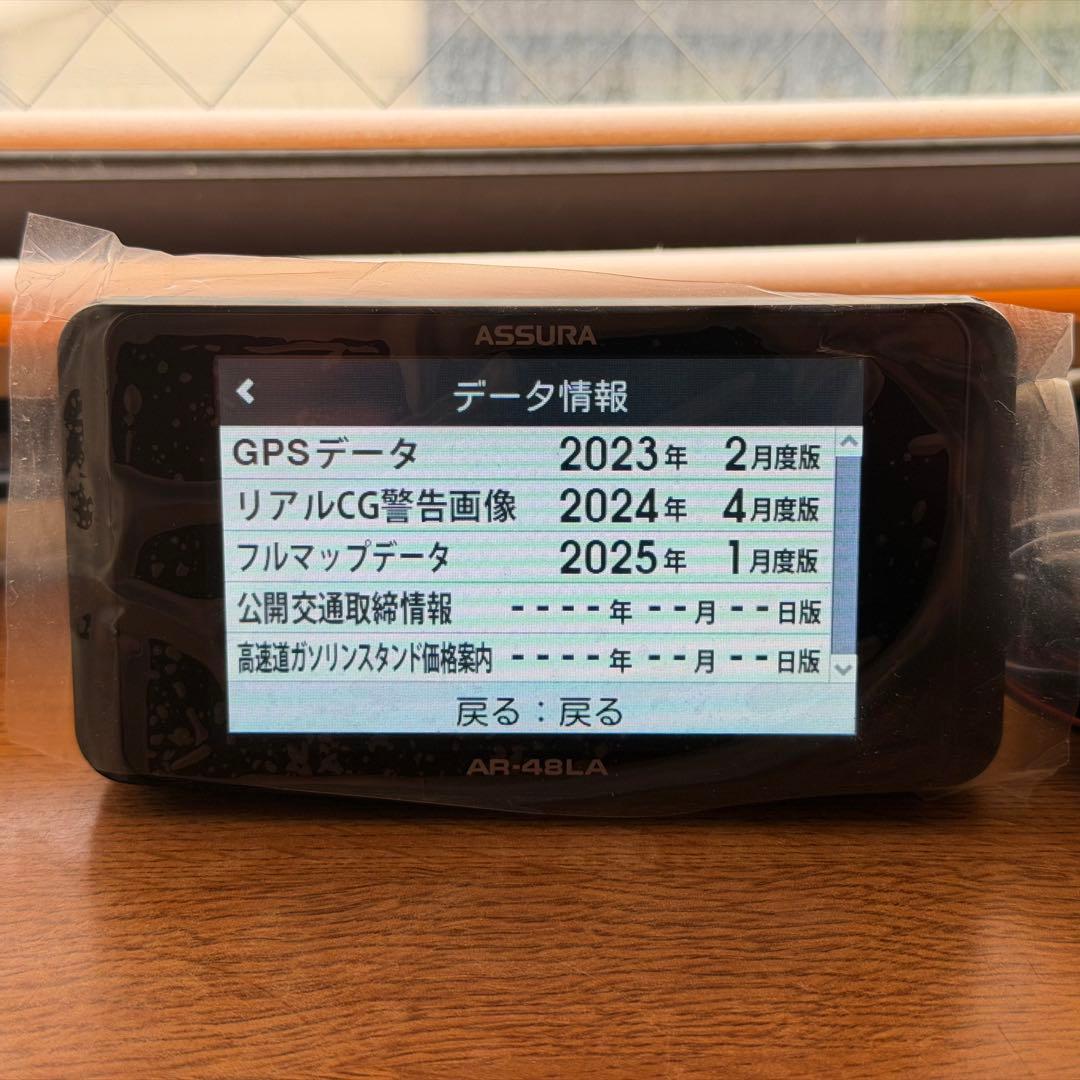 ASSURA
データ情報
GPSデータ 2023年 2月度版
リアルCG警告画像 2024年 4月度版
フルマップデータ 2025年 1月度版
公開交通取締情報 ----年--月--日版
高速道ガソリンスタンド価格案内 ----年--月--日版
戻る：戻る
AR-48LA